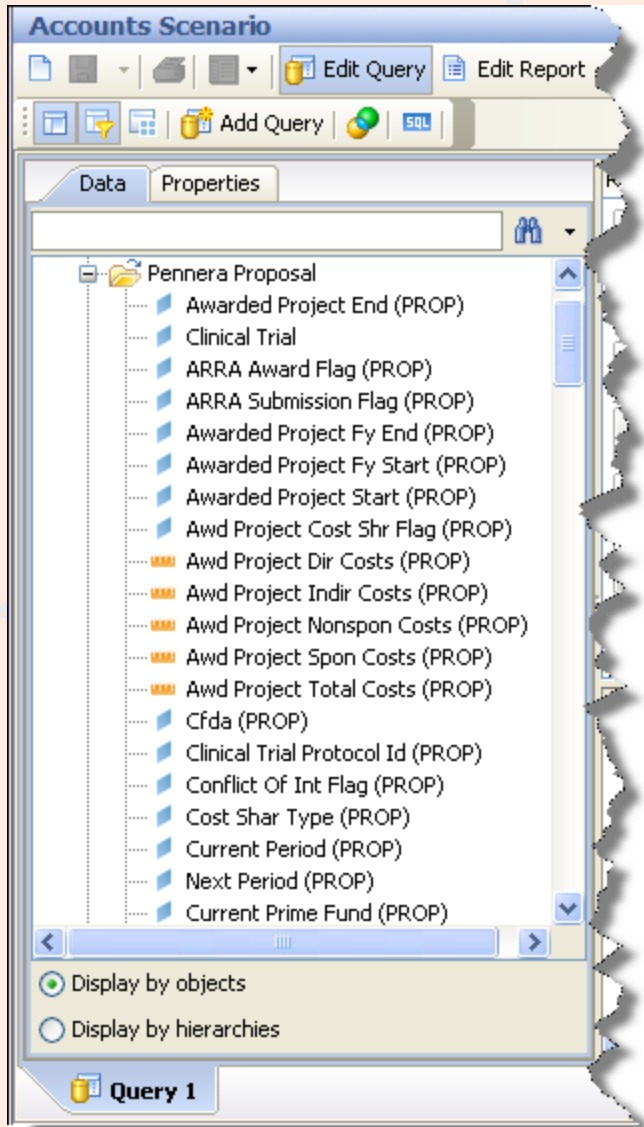 Accounts Scenario
Edit Query Edit Report
Add Query SQL
Data Properties
Pennera Proposal
Awarded Project End (PROP)
Clinical Trial
ARRA Award Flag (PROP)
ARRA Submission Flag (PROP)
Awarded Project Fy End (PROP)
Awarded Project Fy Start (PROP)
Awarded Project Start (PROP)
Awd Project Cost Shr Flag (PROP)
Awd Project Dir Costs (PROP)
Awd Project Indir Costs (PROP)
Awd Project Nonspon Costs (PROP)
Awd Project Spon Costs (PROP)
Awd Project Total Costs (PROP)
Cfda (PROP)
Clinical Trial Protocol Id (PROP)
Conflict Of Int Flag (PROP)
Cost Shar Type (PROP)
Current Period (PROP)
Next Period (PROP)
Current Prime Fund (PROP)
Display by objects
Display by hierarchies
Query 1